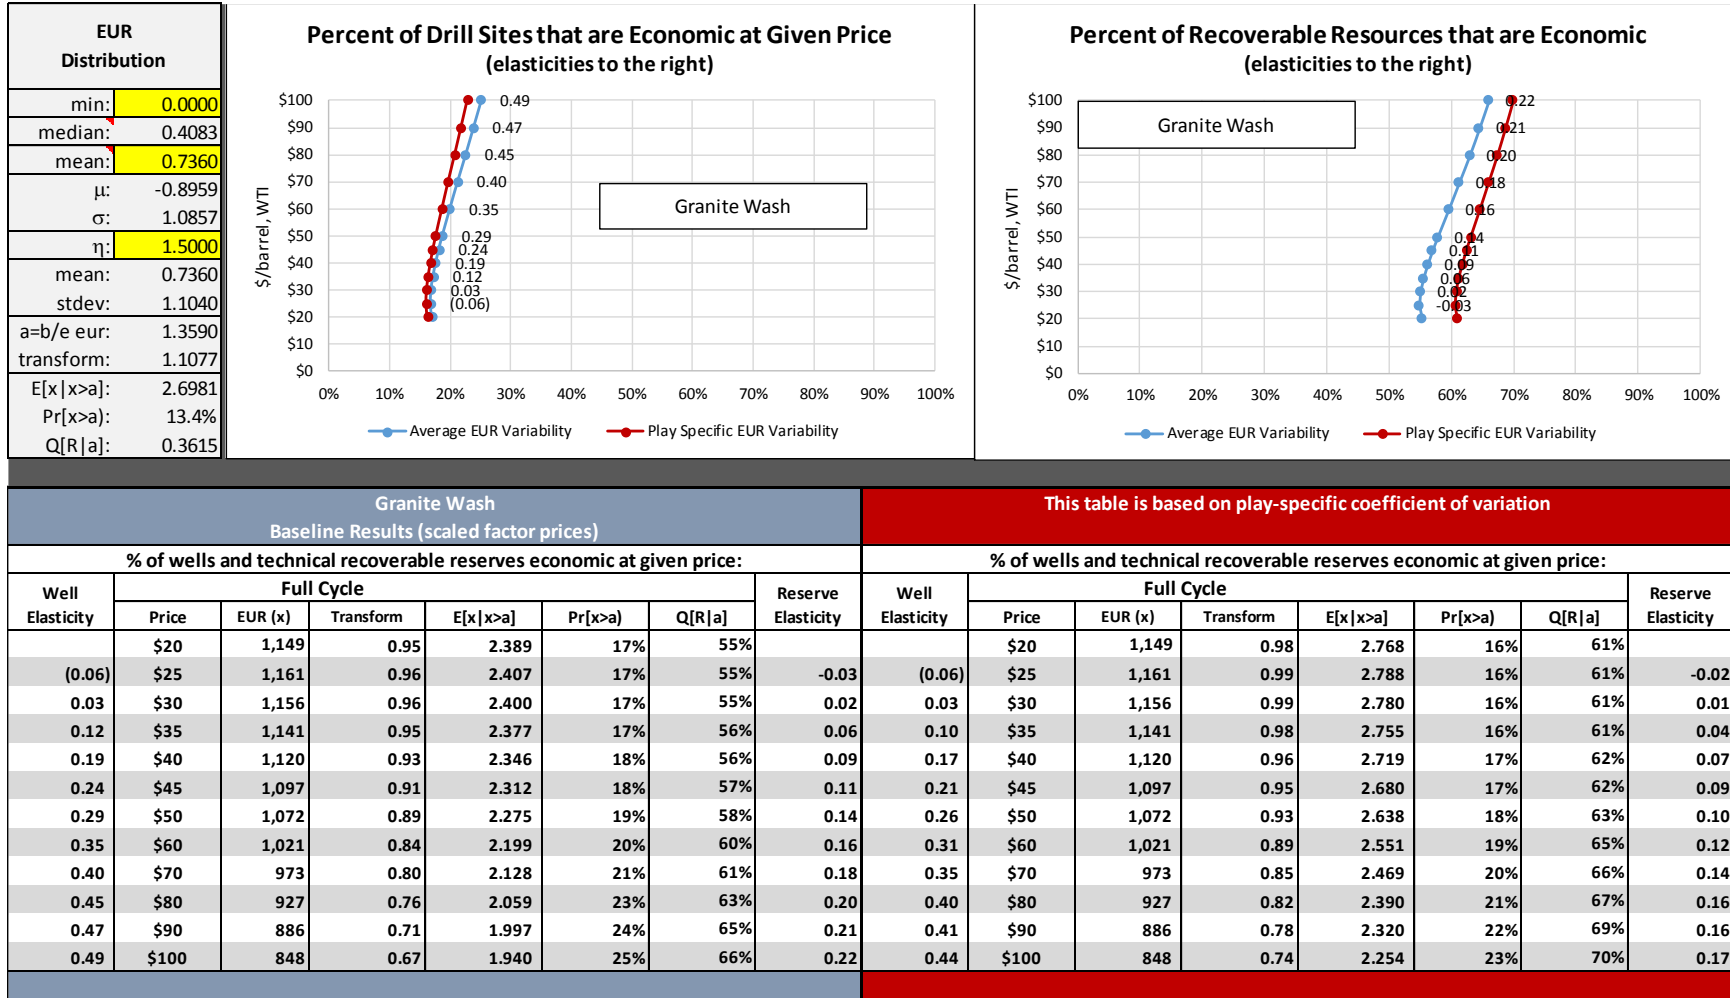 EUR
Distribution
min: 0.0000
median: 0.4083
mean: 0.7360
μ: -0.8959
σ: 1.0857
η: 1.5000
mean: 0.7360
stdev: 1.1040
a=b/e eur: 1.3590
transform: 1.1077
E[x|x>a]: 2.6981
Pr[x>a): 13.4%
Q[R|a]: 0.3615
Percent of Drill Sites that are Economic at Given Price
(elasticities to the right)
$/barrel, WTI
$100
$90
$80
$70
$60
$50
$40
$30
$20
$10
$0
0.49
0.47
0.45
0.40
0.35
0.29
0.24
0.19
0.12
0.03
(0.06)
Granite Wash
0% 10% 20% 30% 40% 50% 60% 70% 80% 90% 100%
Average EUR Variability Play Specific EUR Variability
Percent of Recoverable Resources that are Economic
(elasticities to the right)
$/barrel, WTI
$100
$90
$80
$70
$60
$50
$40
$30
$20
$10
$0
Granite Wash
0.22
0.21
0.20
0.18
0.16
0.14
0.11
0.09
0.06
0.02
-0.03
0% 10% 20% 30% 40% 50% 60% 70% 80% 90% 100%
Average EUR Variability Play Specific EUR Variability
Granite Wash
Baseline Results (scaled factor prices)
% of wells and technical recoverable reserves economic at given price:
Well Full Cycle Reserve
Elasticity Price EUR (x) Transform E[x|x>a] Pr(x>a) Q[R|a] Elasticity
$20 1,149 0.95 2.389 17% 55%
(0.06) $25 1,161 0.96 2.407 17% 55% -0.03
0.03 $30 1,156 0.96 2.400 17% 55% 0.02
0.12 $35 1,141 0.95 2.377 17% 56% 0.06
0.19 $40 1,120 0.93 2.346 18% 56% 0.09
0.24 $45 1,097 0.91 2.312 18% 57% 0.11
0.29 $50 1,072 0.89 2.275 19% 58% 0.14
0.35 $60 1,021 0.84 2.199 20% 60% 0.16
0.40 $70 973 0.80 2.128 21% 61% 0.18
0.45 $80 927 0.76 2.059 23% 63% 0.20
0.47 $90 886 0.71 1.997 24% 65% 0.21
0.49 $100 848 0.67 1.940 25% 66% 0.22
This table is based on play-specific coefficient of variation
% of wells and technical recoverable reserves economic at given price:
Well Full Cycle Reserve
Elasticity Price EUR (x) Transform E[x|x>a] Pr(x>a) Q[R|a] Elasticity
$20 1,149 0.98 2.768 16% 61%
(0.06) $25 1,161 0.99 2.788 16% 61% -0.02
0.03 $30 1,156 0.99 2.780 16% 61% 0.01
0.10 $35 1,141 0.98 2.755 16% 61% 0.04
0.17 $40 1,120 0.96 2.719 17% 62% 0.07
0.21 $45 1,097 0.95 2.680 17% 62% 0.09
0.26 $50 1,072 0.93 2.638 18% 63% 0.10
0.31 $60 1,021 0.89 2.551 19% 65% 0.12
0.35 $70 973 0.85 2.469 20% 66% 0.14
0.40 $80 927 0.82 2.390 21% 67% 0.16
0.41 $90 886 0.78 2.320 22% 69% 0.16
0.44 $100 848 0.74 2.254 23% 70% 0.17